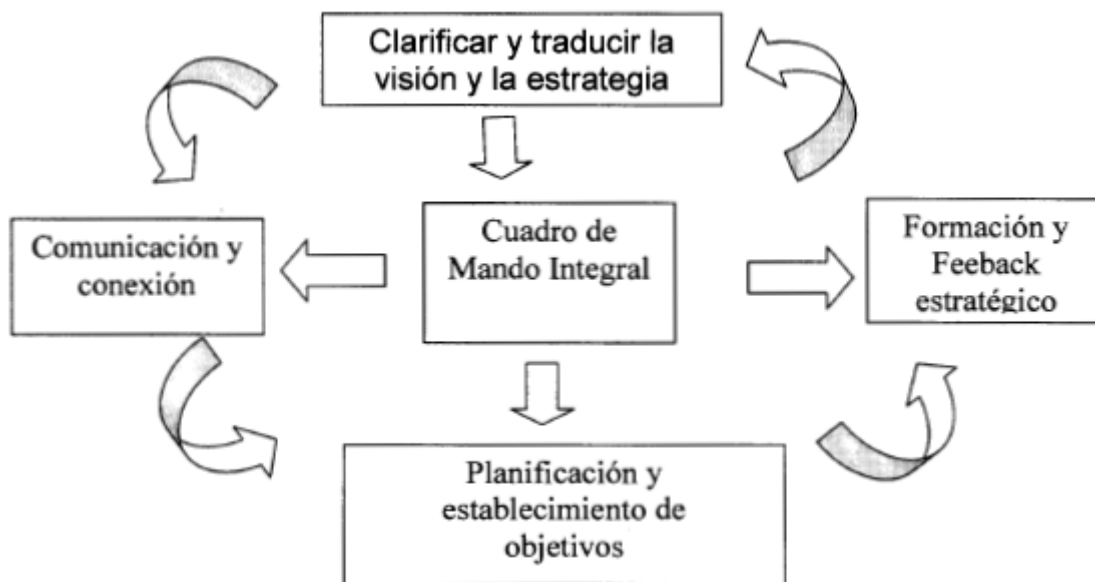 Clarificar y traducir la
visión y la estrategia
Comunicación y
conexión
Cuadro de
Mando Integral
Formación y
Feeback
estratégico
Planificación y
establecimiento de
objetivos